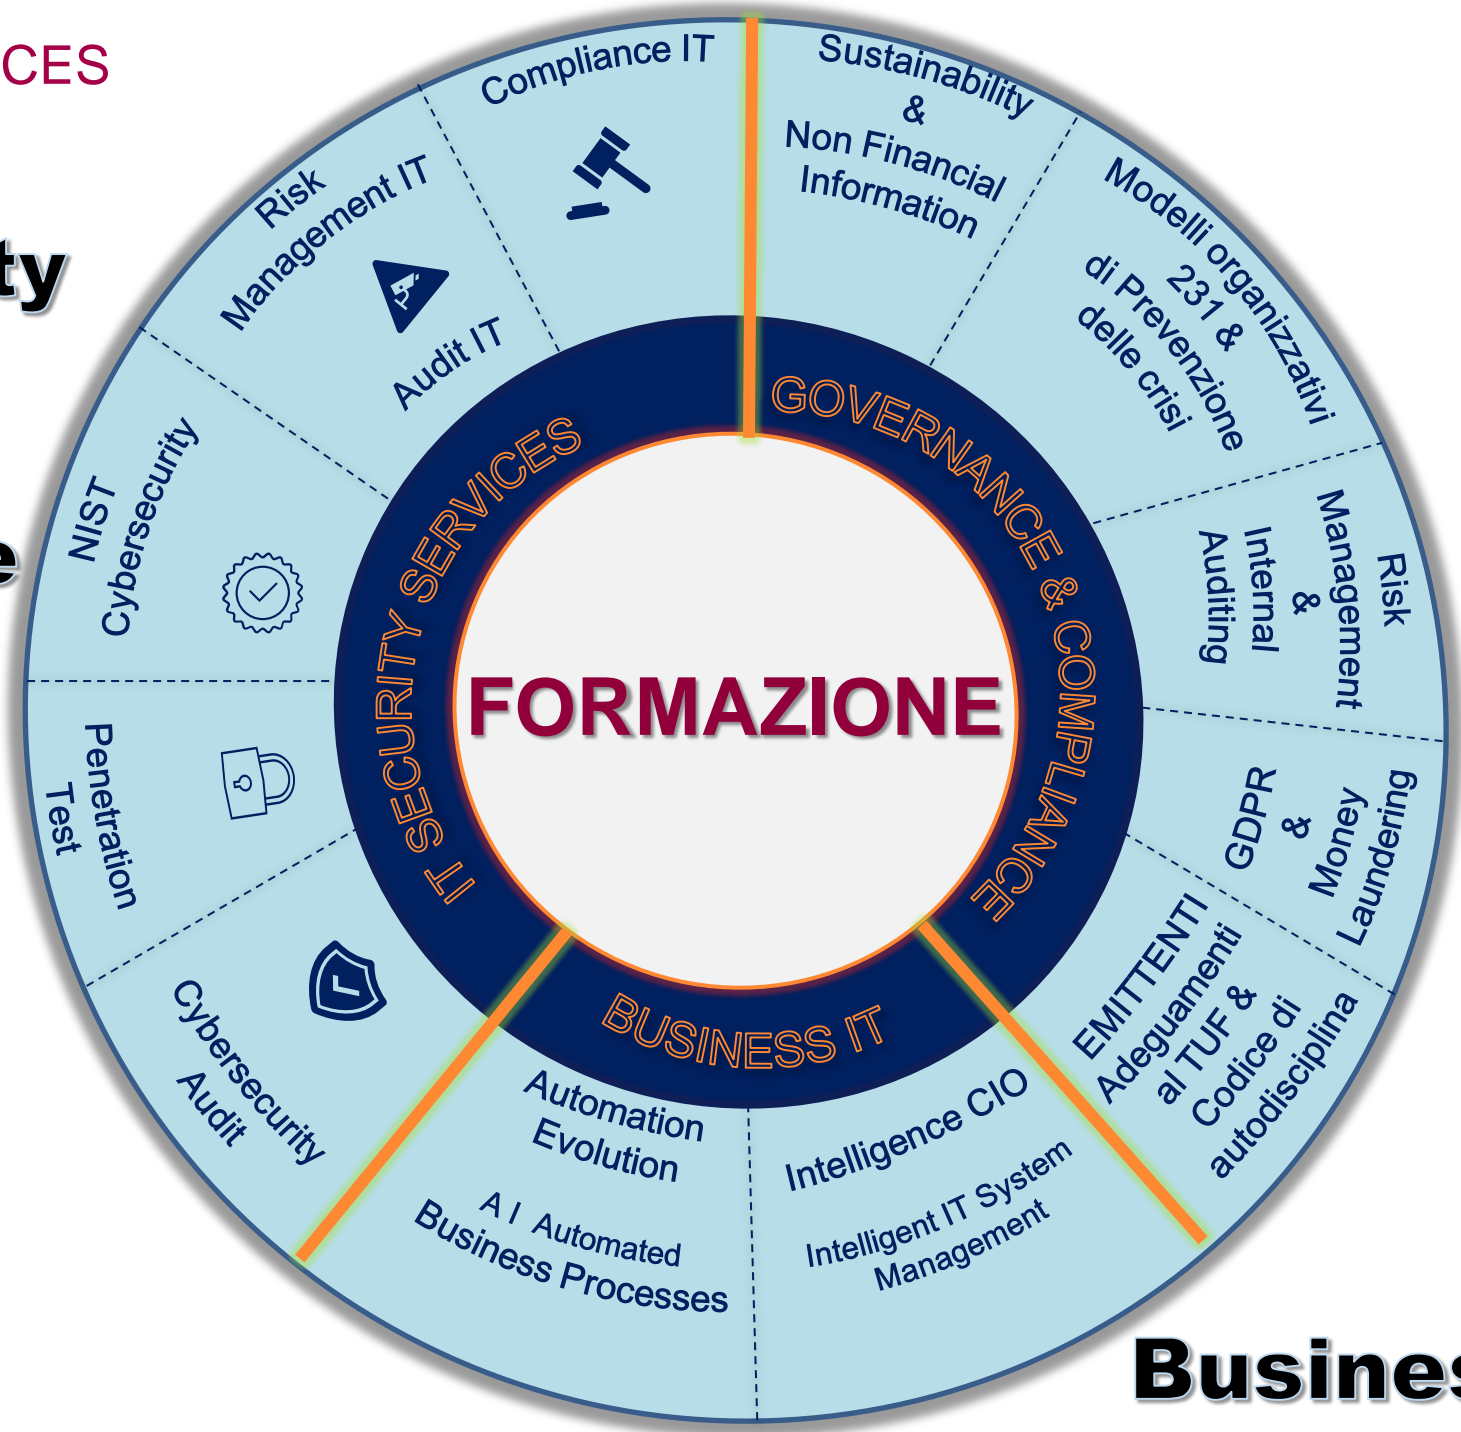 CES
ty
e
Compliance IT
Risk
Management IT
Audit IT
NIST
Cybersecurity
Penetration
Test
Cybersecurity
Audit
Sustainability
&
Non Financial
Information
Modelli organizzativi
231 &
di Prevenzione
delle crisi
Risk
Management
&
Internal
Auditing
GDPR
&
Money
Laundering
EMITTENTI
Adeguamenti
al TUF &
Codice di
autodisciplina
Intelligence CIO
Intelligent IT System
Management
Automation
Evolution
A I Automated
Business Processes
IT SECURITY SERVICES
GOVERNANCE & COMPLIANCE
BUSINESS IT
FORMAZIONE
Busines